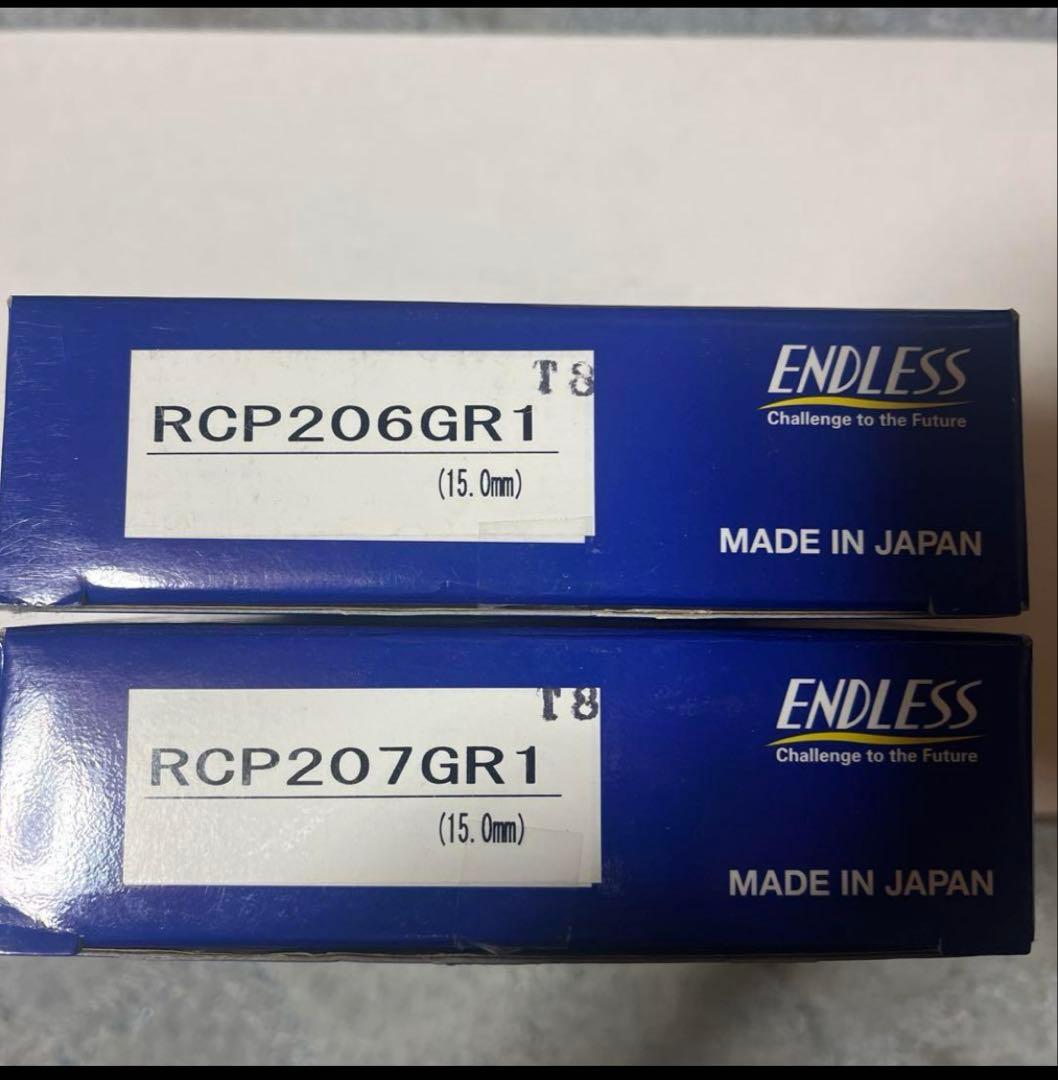 T8
RCP206GR1
(15.0mm)
ENDLESS
Challenge to the Future
MADE IN JAPAN
T8
RCP207GR1
(15.0mm)
ENDLESS
Challenge to the Future
MADE IN JAPAN